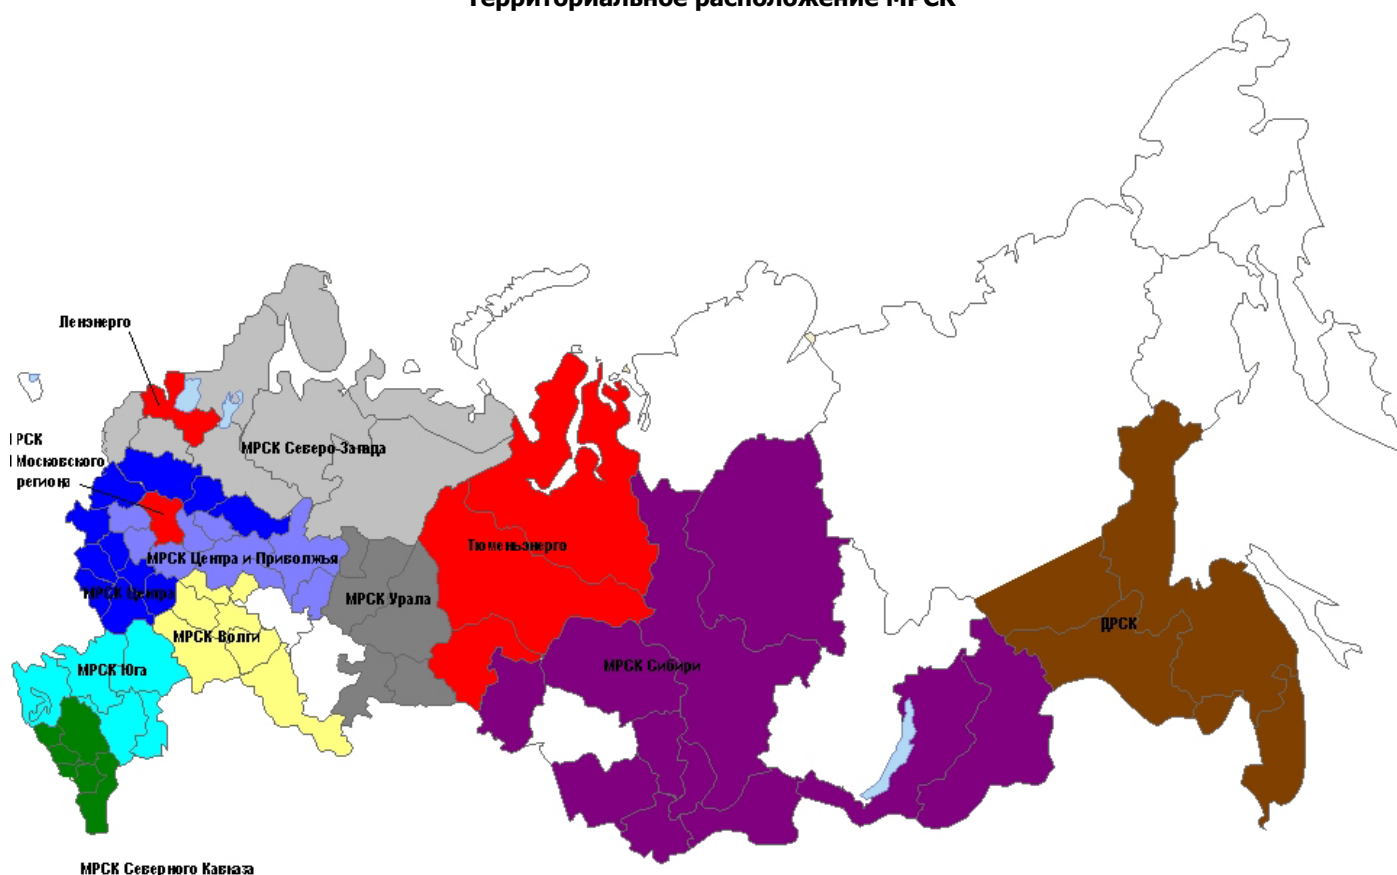 Территориальное расположение МРСК
Ленэнерго
МРСК Северо-Запада
РСК
Московского
региона
Тюменьэнерго
МРСК Центра и Приволжья
МРСК Центра
МРСК Урала
МРСК Волги
ДРСК
МРСК Юга
МРСК Сибири
МРСК Северного Кавказа